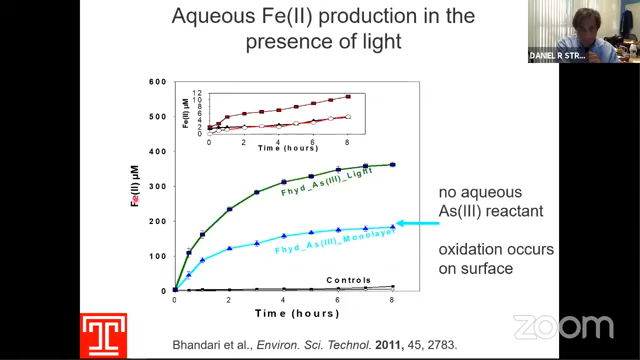 Aqueous Fe(II) production in the
presence of light
DANIEL R STR...
600
500
400
300
200
100
0
Fe(II) µM
12
10
8
6
4
2
0
Fe(II) µM
0 2 4 6 8
Time (hours)
Fhyd_As(III)_Light
Fhyd_As(III)_Monolayer
Controls
0 2 4 6 8
Time (hours)
no aqueous
As(III) reactant
oxidation occurs
on surface
zoom
Bhandari et al., Environ. Sci. Technol. 2011, 45, 2783.